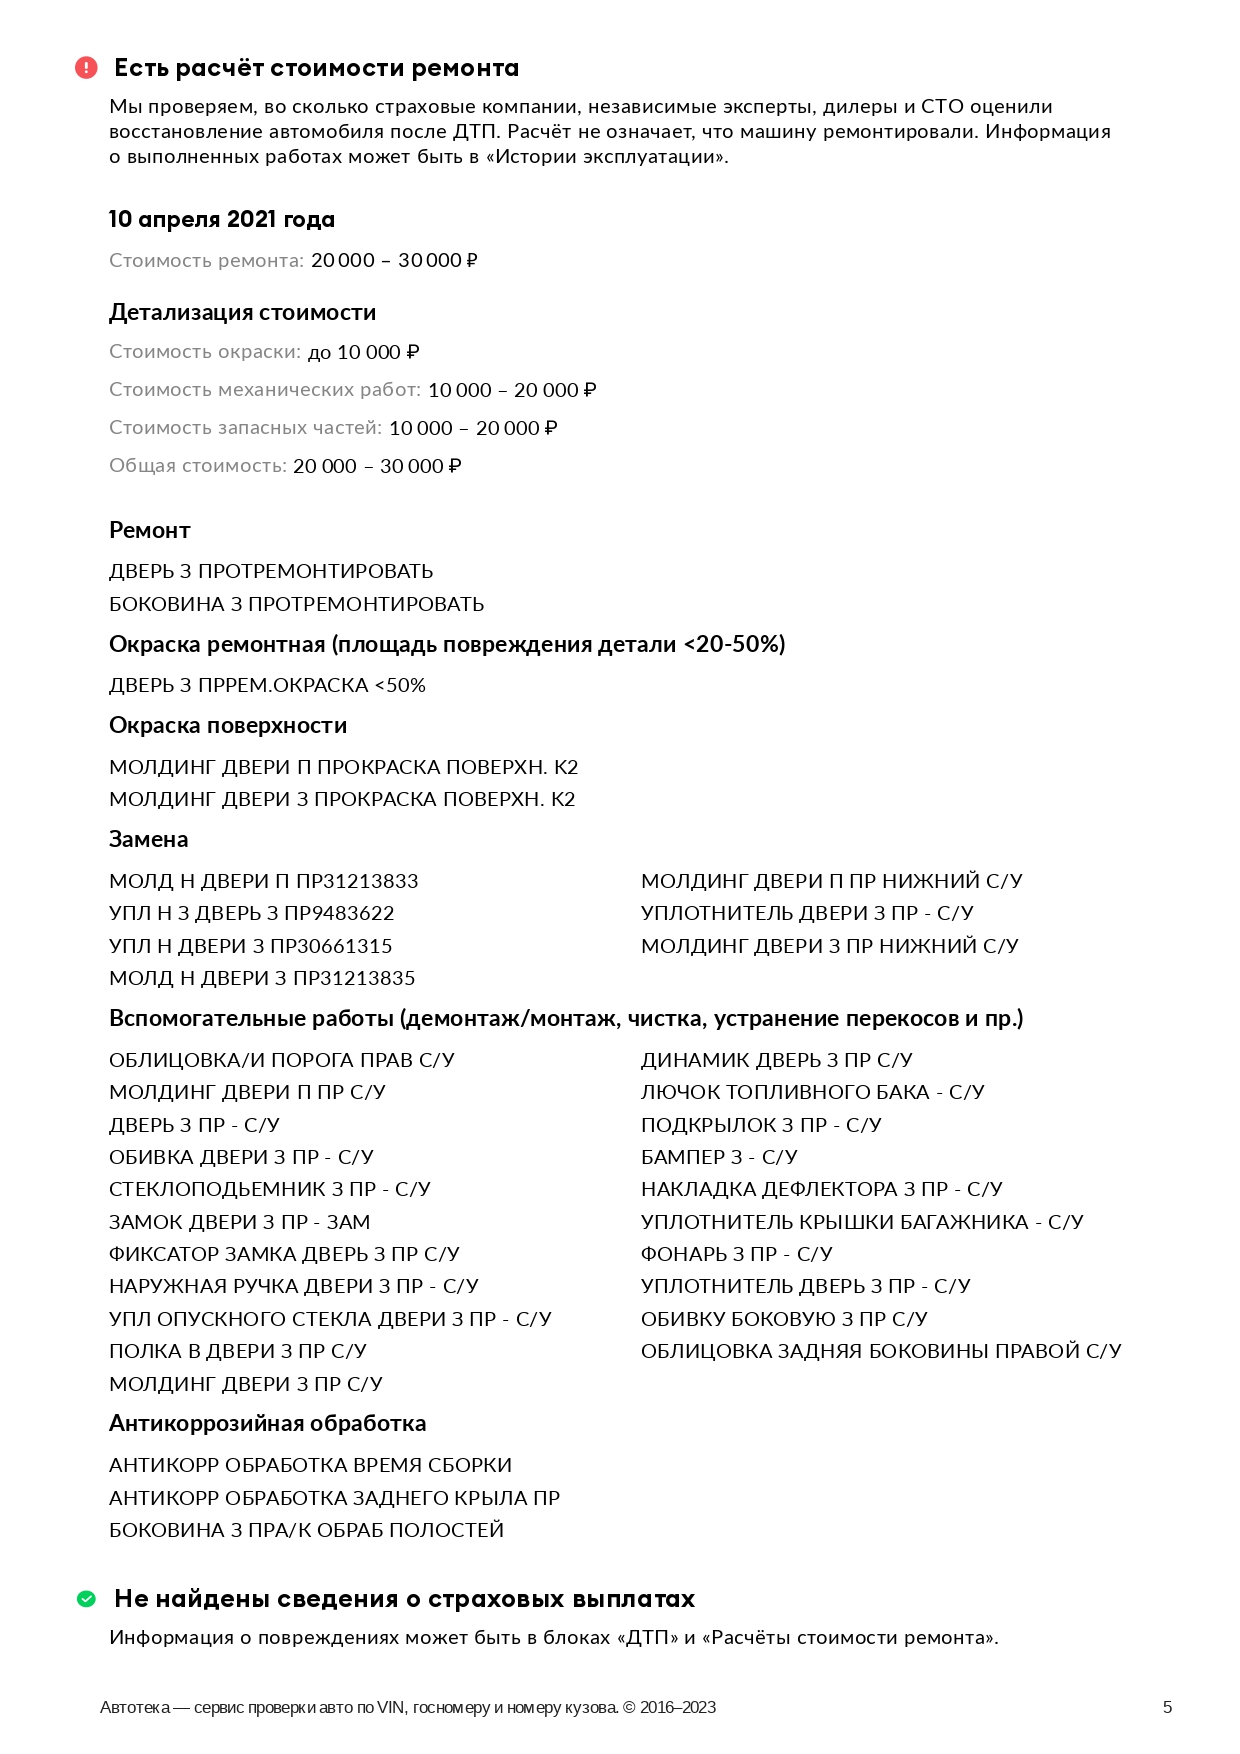 Есть расчёт стоимости ремонта
Мы проверяем, во сколько страховые компании, независимые эксперты, дилеры и СТО оценили
восстановление автомобиля после ДТП. Расчёт не означает, что машину ремонтировали. Информация
о выполненных работах может быть в «Истории эксплуатации».
10 апреля 2021 года
Стоимость ремонта: 20 000 – 30 000 ₽
Детализация стоимости
Стоимость окраски: до 10 000 ₽
Стоимость механических работ: 10 000 – 20 000 ₽
Стоимость запасных частей: 10 000 – 20 000 ₽
Общая стоимость: 20 000 – 30 000 ₽
Ремонт
ДВЕРЬ З ПРОТРЕМОНТИРОВАТЬ
БОКОВИНА З ПРОТРЕМОНТИРОВАТЬ
Окраска ремонтная (площадь повреждения детали <20-50%)
ДВЕРЬ З ПРРЕМ.ОКРАСКА <50%
Окраска поверхности
МОЛДИНГ ДВЕРИ П ПРОКРАСКА ПОВЕРХН. К2
МОЛДИНГ ДВЕРИ З ПРОКРАСКА ПОВЕРХН. К2
Замена
МОЛД Н ДВЕРИ П ПР31213833
УПЛ Н З ДВЕРЬ З ПР9483622
УПЛ Н ДВЕРИ З ПР30661315
МОЛД Н ДВЕРИ З ПР31213835
МОЛДИНГ ДВЕРИ П ПР НИЖНИЙ С/У
УПЛОТНИТЕЛЬ ДВЕРИ З ПР - С/У
МОЛДИНГ ДВЕРИ З ПР НИЖНИЙ С/У
Вспомогательные работы (демонтаж/монтаж, чистка, устранение перекосов и пр.)
ОБЛИЦОВКА/И ПОРОГА ПРАВ С/У
МОЛДИНГ ДВЕРИ П ПР С/У
ДВЕРЬ З ПР - С/У
ОБИВКА ДВЕРИ З ПР - С/У
СТЕКЛОПОДЬЕМНИК З ПР - С/У
ЗАМОК ДВЕРИ З ПР - ЗАМ
ФИКСАТОР ЗАМКА ДВЕРЬ З ПР С/У
НАРУЖНАЯ РУЧКА ДВЕРИ З ПР - С/У
УПЛ ОПУСКНОГО СТЕКЛА ДВЕРИ З ПР - С/У
ПОЛКА В ДВЕРИ З ПР С/У
МОЛДИНГ ДВЕРИ З ПР С/У
ДИНАМИК ДВЕРЬ З ПР С/У
ЛЮЧОК ТОПЛИВНОГО БАКА - С/У
ПОДКРЫЛОК З ПР - С/У
БАМПЕР З - С/У
НАКЛАДКА ДЕФЛЕКТОРА З ПР - С/У
УПЛОТНИТЕЛЬ КРЫШКИ БАГАЖНИКА - С/У
ФОНАРЬ З ПР - С/У
УПЛОТНИТЕЛЬ ДВЕРЬ З ПР - С/У
ОБИВКУ БОКОВУЮ З ПР С/У
ОБЛИЦОВКА ЗАДНЯЯ БОКОВИНЫ ПРАВОЙ С/У
Антикоррозийная обработка
АНТИКОРР ОБРАБОТКА ВРЕМЯ СБОРКИ
АНТИКОРР ОБРАБОТКА ЗАДНЕГО КРЫЛА ПР
БОКОВИНА З ПРА/К ОБРАБ ПОЛОСТЕЙ
Не найдены сведения о страховых выплатах
Информация о повреждениях может быть в блоках «ДТП» и «Расчёты стоимости ремонта».
Автотека — сервис проверки авто по VIN, госномеру и номеру кузова. © 2016–2023
5